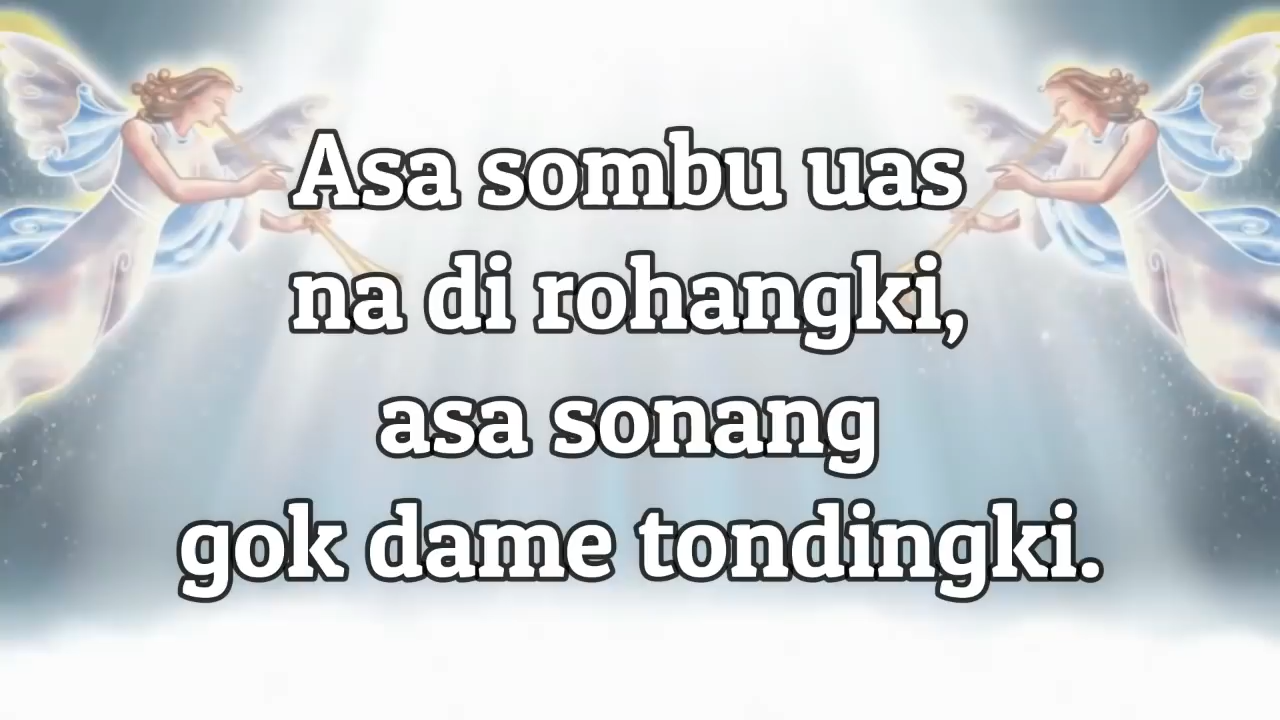 Asa sombu uas
na di rohangki,
asa sonang
gok dame tondingki.